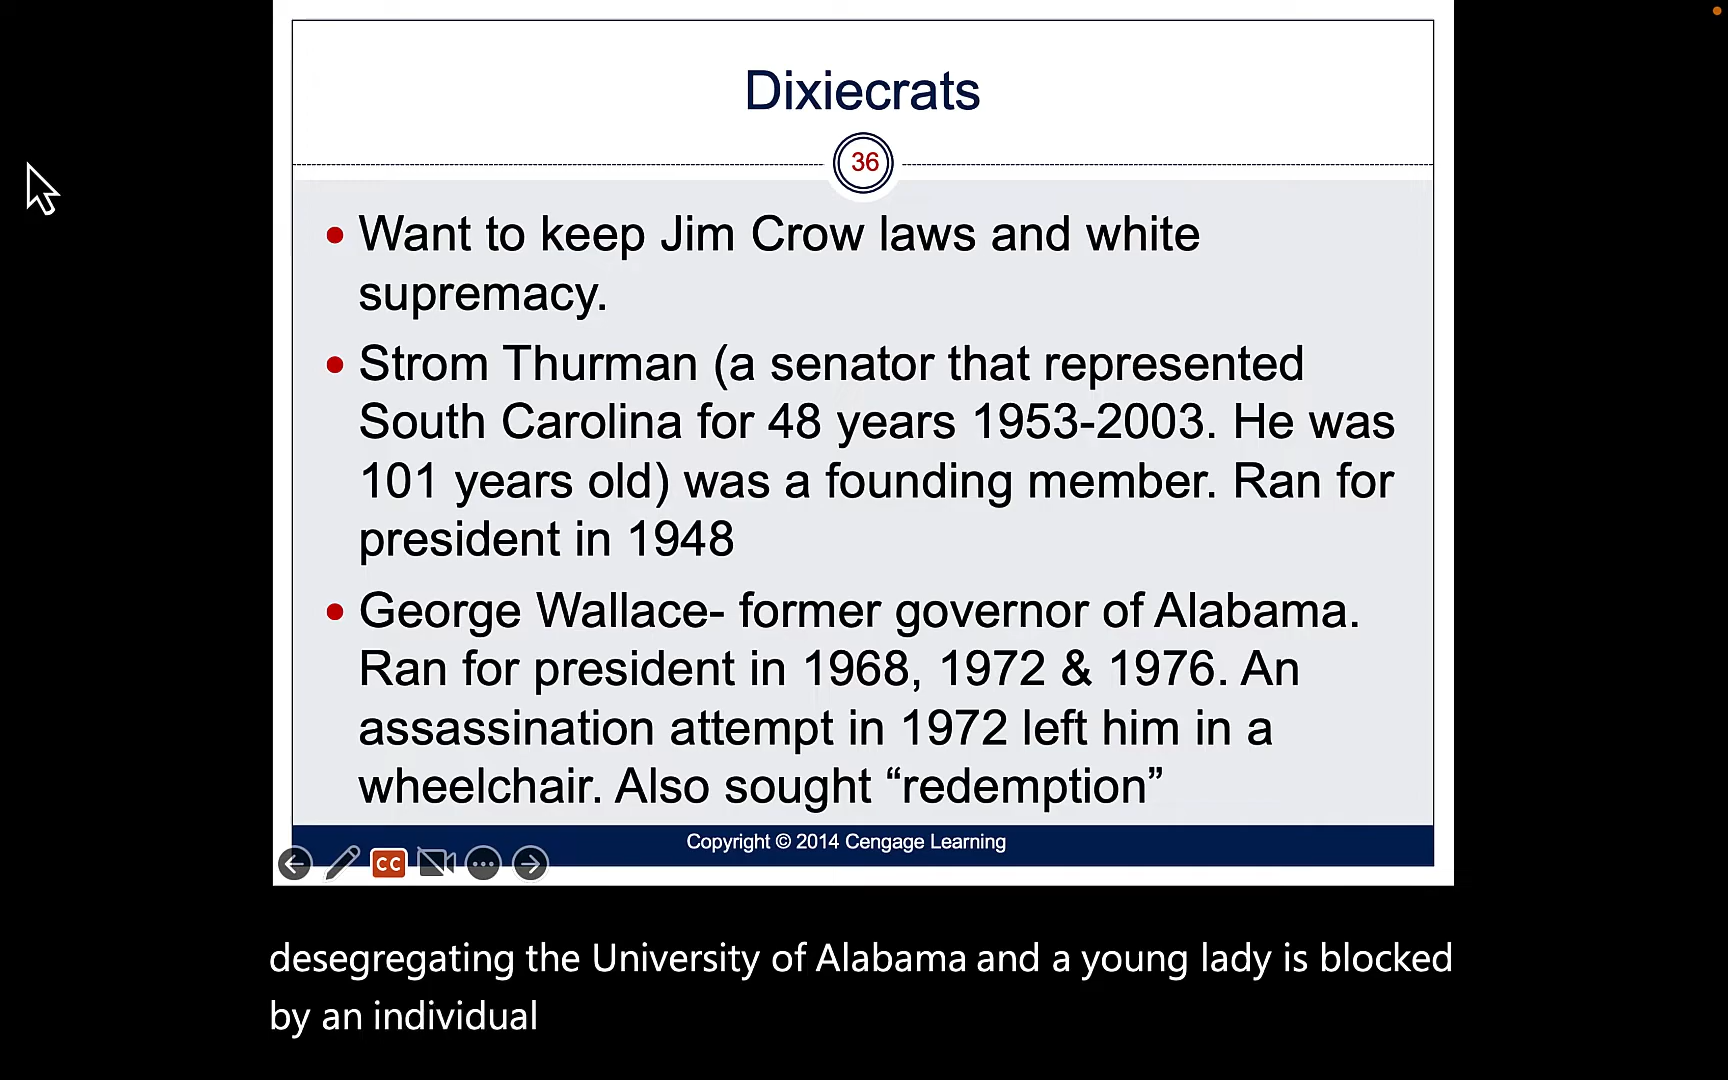 Dixiecrats
36
• Want to keep Jim Crow laws and white
supremacy.
• Strom Thurman (a senator that represented
South Carolina for 48 years 1953-2003. He was
101 years old) was a founding member. Ran for
president in 1948
• George Wallace- former governor of Alabama.
Ran for president in 1968, 1972 & 1976. An
assassination attempt in 1972 left him in a
wheelchair. Also sought “redemption”
Copyright © 2014 Cengage Learning
CC
desegregating the University of Alabama and a young lady is blocked
by an individual